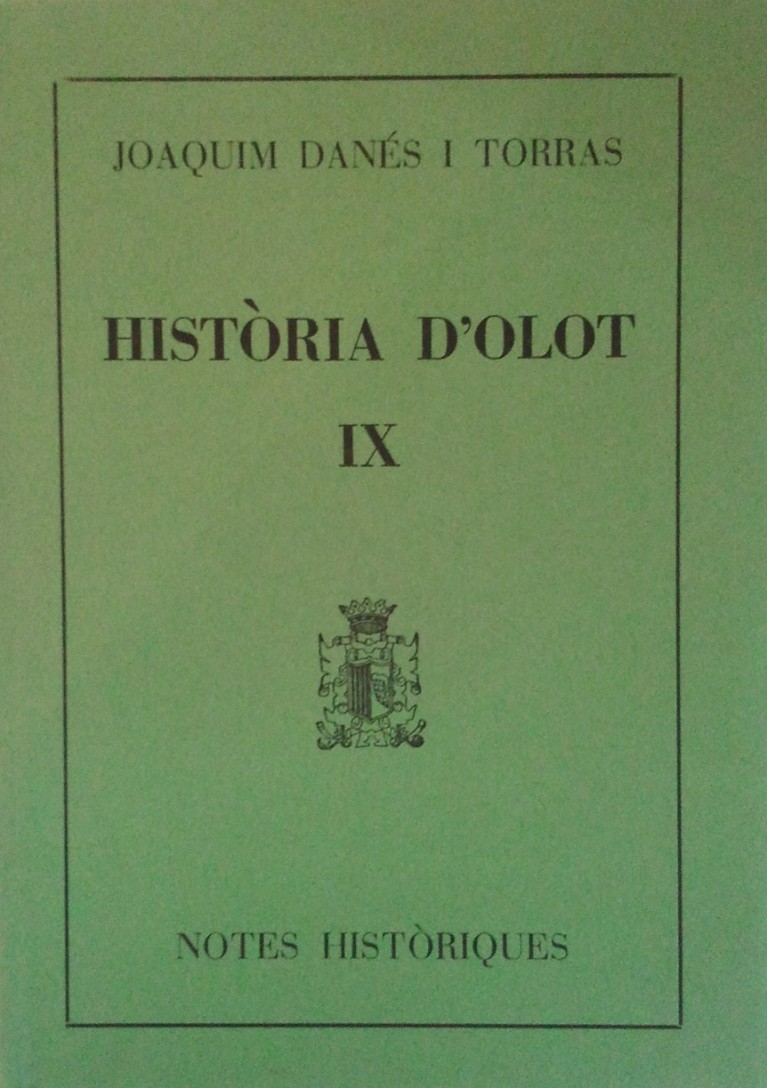 JOAQUIM DANÉS I TORRAS
HISTÒRIA D'OLOT
IX
NOTES HISTÒRIQUES